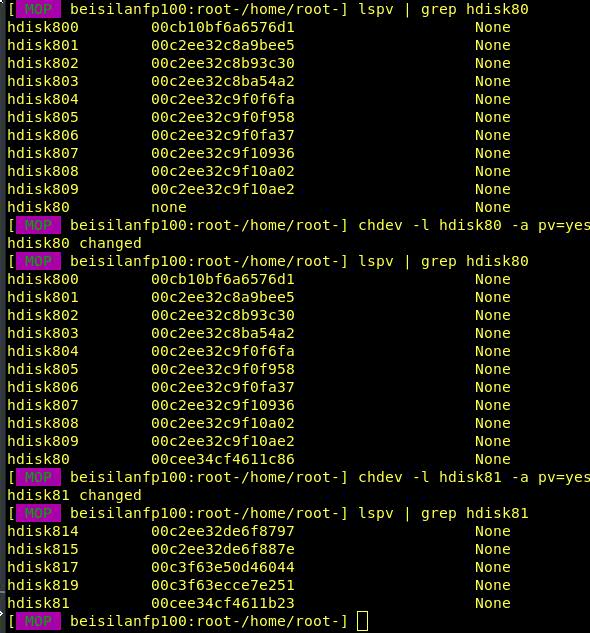 [ MOP  beisilanfp100:root-/home/root-] lspv | grep hdisk80
hdisk800 00cb10bf6a6576d1 None
hdisk801 00c2ee32c8a9bee5 None
hdisk802 00c2ee32c8b93c30 None
hdisk803 00c2ee32c8ba54a2 None
hdisk804 00c2ee32c9f0f6fa None
hdisk805 00c2ee32c9f0f958 None
hdisk806 00c2ee32c9f0fa37 None
hdisk807 00c2ee32c9f10936 None
hdisk808 00c2ee32c9f10a02 None
hdisk809 00c2ee32c9f10ae2 None
hdisk80 none None
[ MOP  beisilanfp100:root-/home/root-] chdev -l hdisk80 -a pv=yes
hdisk80 changed
[ MOP  beisilanfp100:root-/home/root-] lspv | grep hdisk80
hdisk800 00cb10bf6a6576d1 None
hdisk801 00c2ee32c8a9bee5 None
hdisk802 00c2ee32c8b93c30 None
hdisk803 00c2ee32c8ba54a2 None
hdisk804 00c2ee32c9f0f6fa None
hdisk805 00c2ee32c9f0f958 None
hdisk806 00c2ee32c9f0fa37 None
hdisk807 00c2ee32c9f10936 None
hdisk808 00c2ee32c9f10a02 None
hdisk809 00c2ee32c9f10ae2 None
hdisk80 00cee34cf4611c86 None
[ MOP  beisilanfp100:root-/home/root-] chdev -l hdisk81 -a pv=yes
hdisk81 changed
[ MOP  beisilanfp100:root-/home/root-] lspv | grep hdisk81
hdisk814 00c2ee32de6f8797 None
hdisk815 00c2ee32de6f887e None
hdisk817 00c3f63e50d46044 None
hdisk819 00c3f63ecce7e251 None
hdisk81 00cee34cf4611b23 None
[ MOP  beisilanfp100:root-/home/root-]